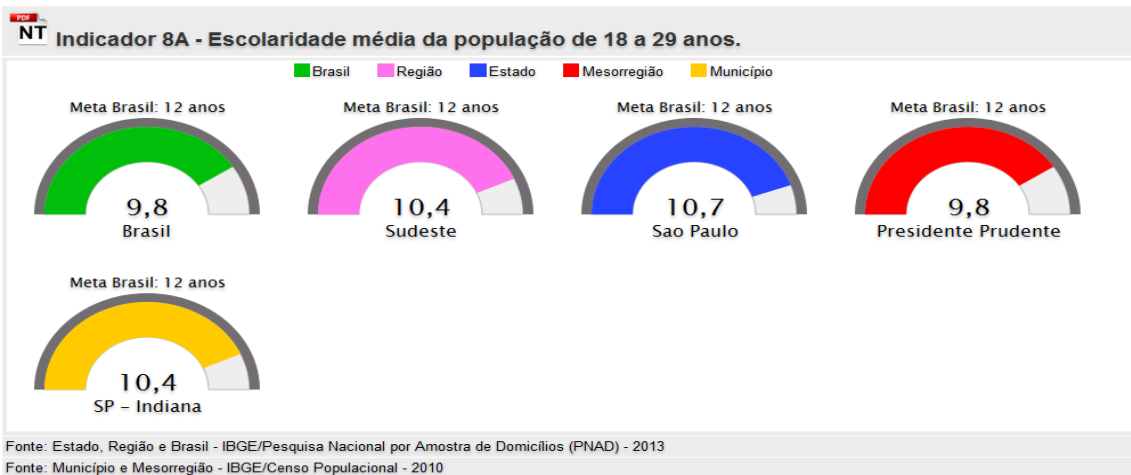 PDF
NT Indicador 8A - Escolaridade média da população de 18 a 29 anos.
Brasil Região Estado Mesorregião Município
Meta Brasil: 12 anos Meta Brasil: 12 anos Meta Brasil: 12 anos Meta Brasil: 12 anos
9,8 10,4 10,7 9,8
Brasil Sudeste Sao Paulo Presidente Prudente
Meta Brasil: 12 anos
10,4
SP - Indiana
Fonte: Estado, Região e Brasil - IBGE/Pesquisa Nacional por Amostra de Domicílios (PNAD) - 2013
Fonte: Município e Mesorregião - IBGE/Censo Populacional - 2010